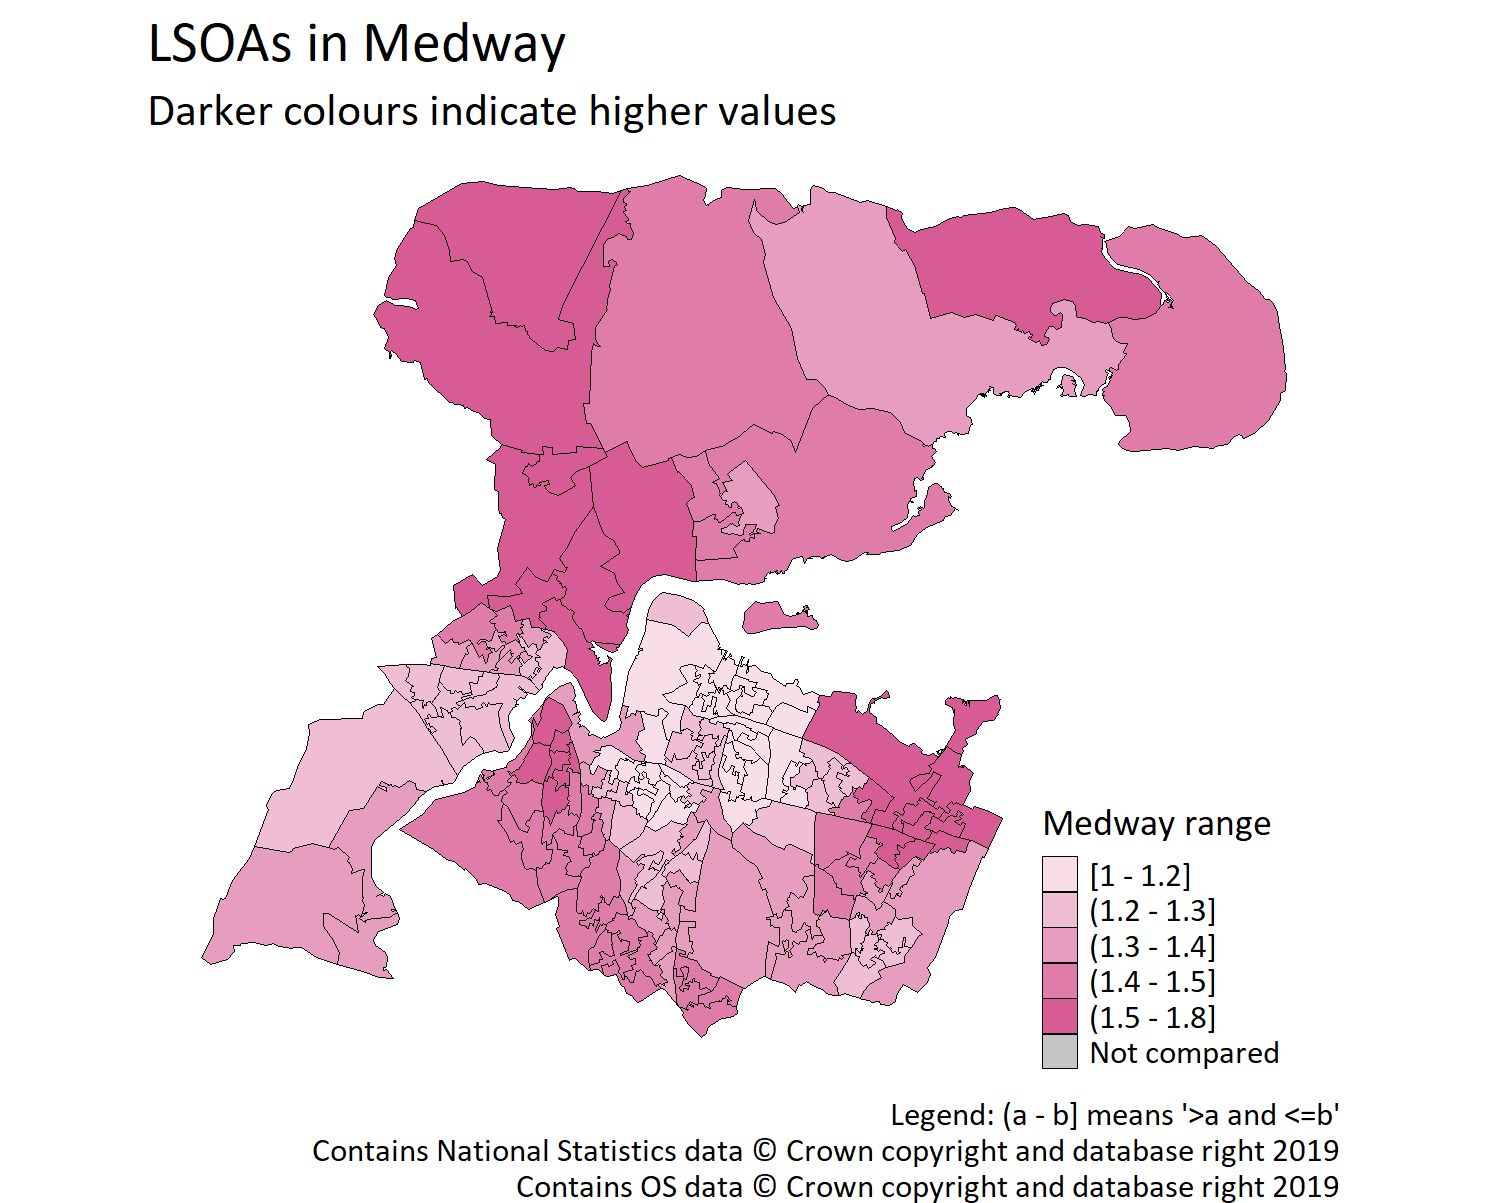 LSOAs in Medway
Darker colours indicate higher values
Medway range
[1 - 1.2]
(1.2 - 1.3]
(1.3 - 1.4]
(1.4 - 1.5]
(1.5 - 1.8]
Not compared
Legend: (a - b] means '>a and <=b'
Contains National Statistics data © Crown copyright and database right 2019
Contains OS data © Crown copyright and database right 2019